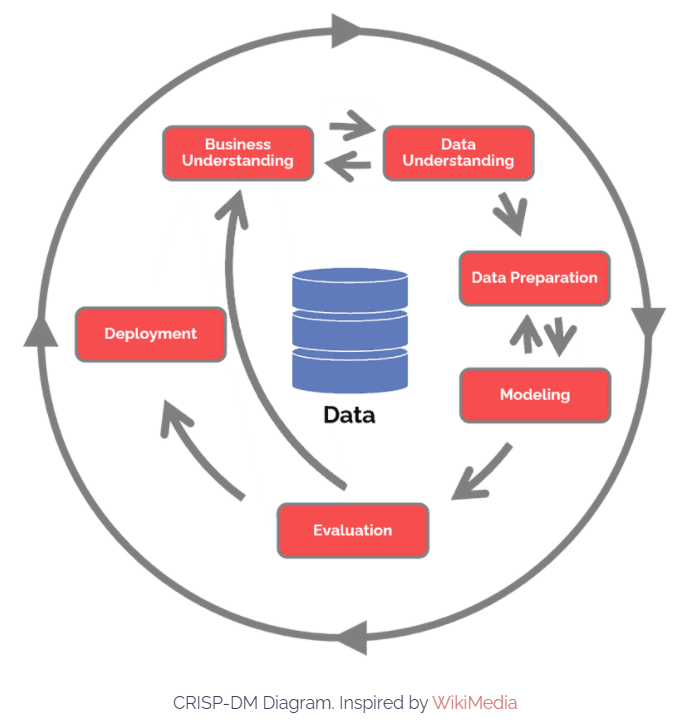 Business
Understanding
Data
Understanding
Data Preparation
Deployment
Modeling
Data
Evaluation
CRISP-DM Diagram. Inspired by WikiMedia